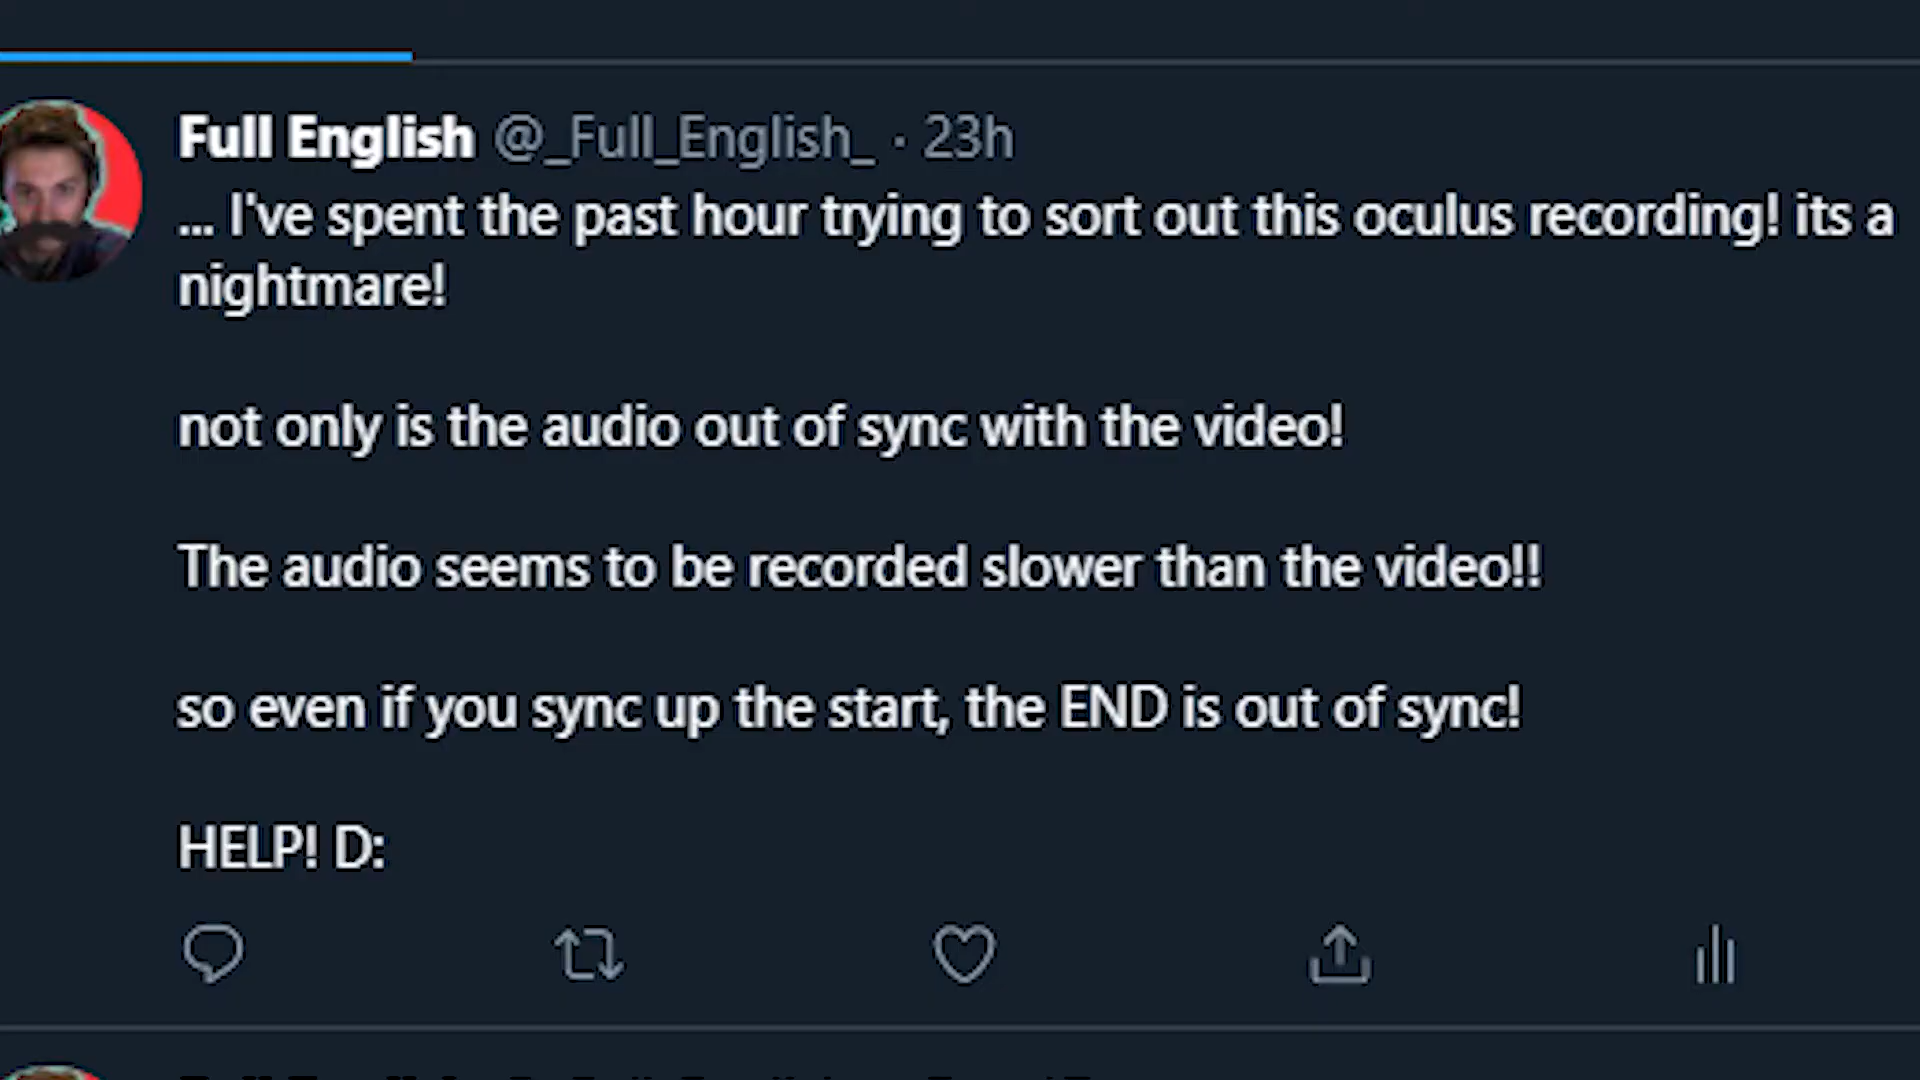 Full English @_Full_English_ · 23h
... I've spent the past hour trying to sort out this oculus recording! its a
nightmare!
not only is the audio out of sync with the video!
The audio seems to be recorded slower than the video!!
so even if you sync up the start, the END is out of sync!
HELP! D: